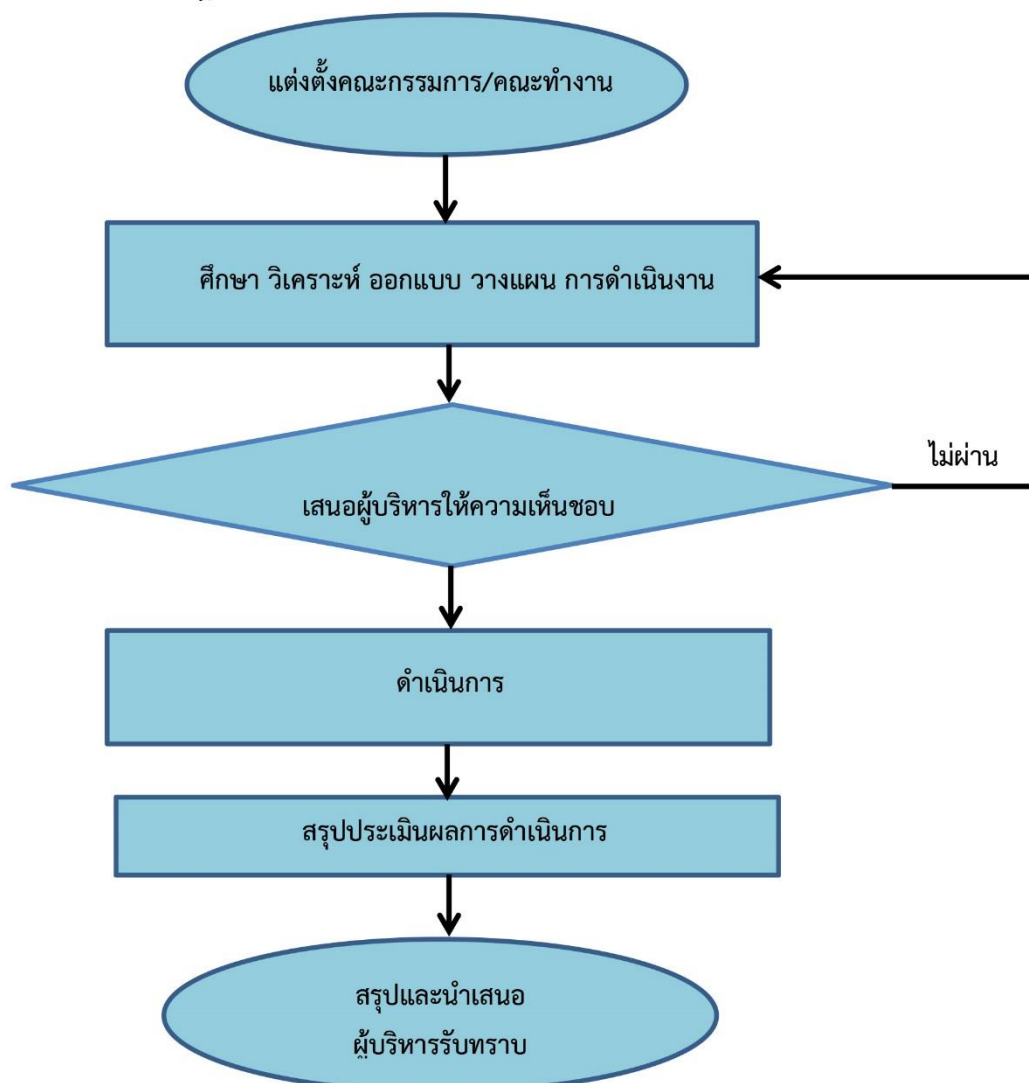 แต่งตั้งคณะกรรมการ/คณะทำงาน
ศึกษา วิเคราะห์ ออกแบบ วางแผน การดำเนินงาน
ไม่ผ่าน
เสนอผู้บริหารให้ความเห็นชอบ
ดำเนินการ
สรุปประเมินผลการดำเนินการ
สรุปและนำเสนอ
ผู้บริหารรับทราบ